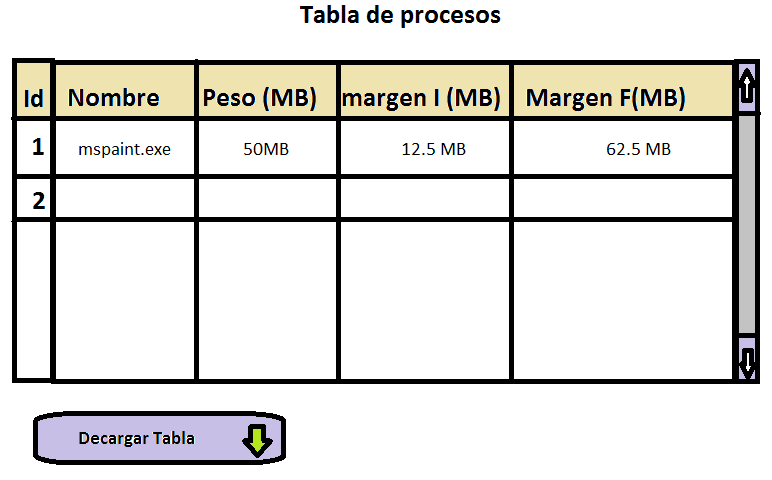 Tabla de procesos
Id Nombre Peso (MB) margen I (MB) Margen F(MB)
1 mspaint.exe 50MB 12.5 MB 62.5 MB
2
Decargar Tabla